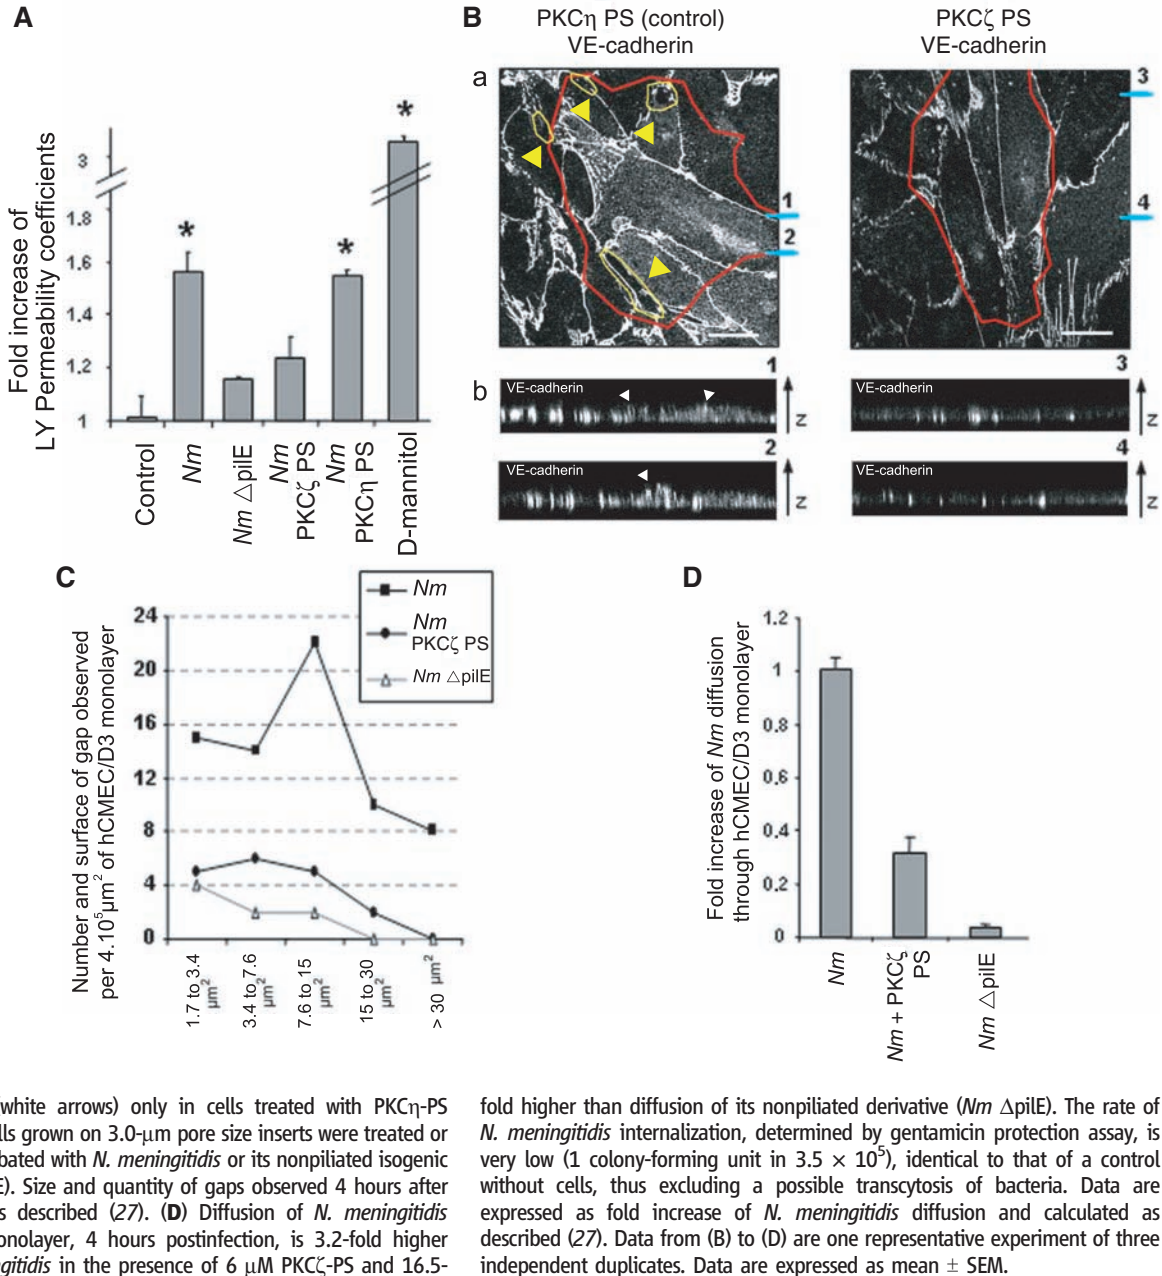 A
Fold increase of
LY Permeability coefficients
3
1.8
1.6
1.4
1.2
1
*
*
*
Control
Nm
Nm △pilE
Nm
PKCζ PS
Nm
PKCη PS
D-mannitol
B
PKCη PS (control)
VE-cadherin
PKCζ PS
VE-cadherin
a
1
2
3
4
b
1
VE-cadherin
z
2
VE-cadherin
z
3
VE-cadherin
z
4
VE-cadherin
z
C
Number and surface of gap observed
per 4.10⁵µm² of hCMEC/D3 monolayer
24
20
16
12
8
4
0
Nm
Nm
PKCζ PS
Nm △pilE
1.7 to 3.4
µm²
3.4 to 7.6
µm²
7.6 to 15
µm²
15 to 30
µm²
> 30 µm²
D
Fold increase of Nm diffusion
through hCMEC/D3 monolayer
1.2
1
0.8
0.6
0.4
0.2
0
Nm
Nm + PKCζ
PS
Nm △pilE
white arrows) only in cells treated with PKCη-PS
lls grown on 3.0-μm pore size inserts were treated or
bated with N. meningitidis or its nonpiliated isogenic
E). Size and quantity of gaps observed 4 hours after
s described (27). (D) Diffusion of N. meningitidis
onolayer, 4 hours postinfection, is 3.2-fold higher
ngitidis in the presence of 6 μM PKCζ-PS and 16.5-
fold higher than diffusion of its nonpiliated derivative (Nm ΔpilE). The rate of
N. meningitidis internalization, determined by gentamicin protection assay, is
very low (1 colony-forming unit in 3.5 × 10⁵), identical to that of a control
without cells, thus excluding a possible transcytosis of bacteria. Data are
expressed as fold increase of N. meningitidis diffusion and calculated as
described (27). Data from (B) to (D) are one representative experiment of three
independent duplicates. Data are expressed as mean ± SEM.